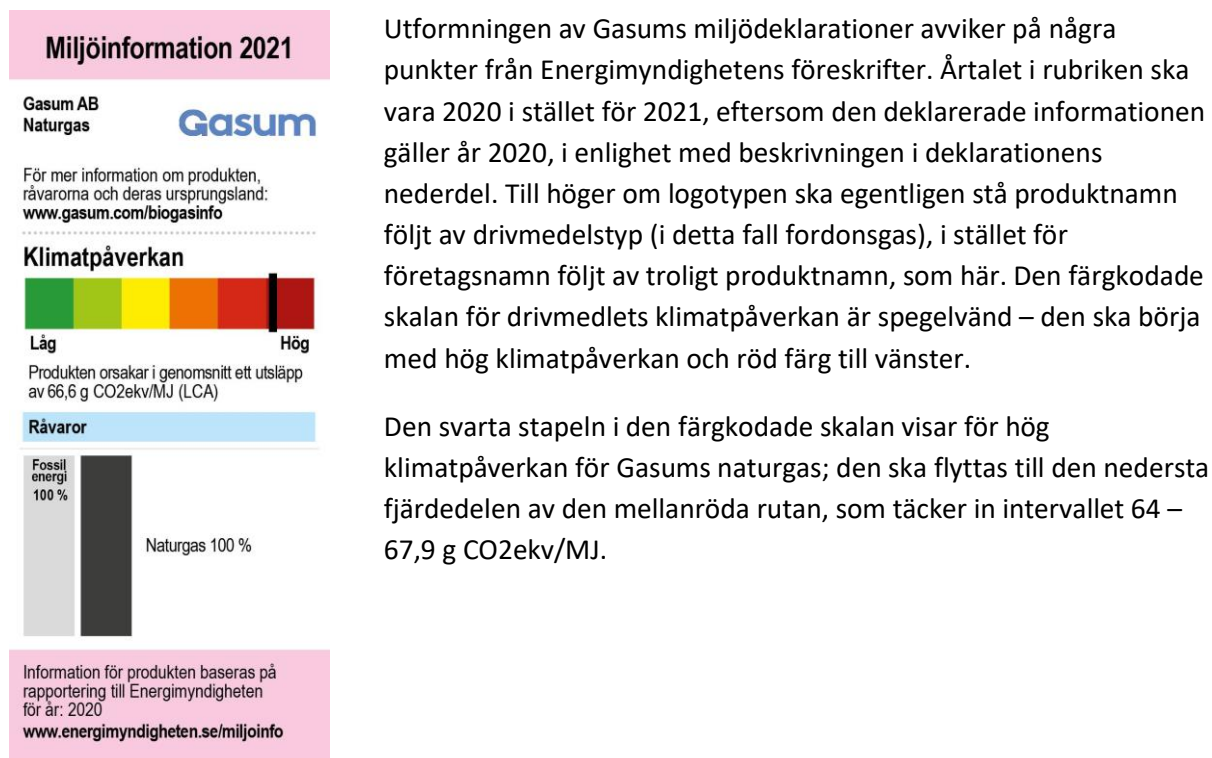 Miljöinformation 2021
Gasum AB
Naturgas
Gasum
För mer information om produkten,
råvarorna och deras ursprungsland:
www.gasum.com/biogasinfo
Klimatpåverkan
Låg
Hög
Produkten orsakar i genomsnitt ett utsläpp
av 66,6 g CO2ekv/MJ (LCA)
Råvaror
Fossil
energi
100 %
Naturgas 100 %
Information för produkten baseras på
rapportering till Energimyndigheten
för år: 2020
www.energimyndigheten.se/miljoinfo
Utformningen av Gasums miljödeklarationer avviker på några
punkter från Energimyndighetens föreskrifter. Årtalet i rubriken ska
vara 2020 i stället för 2021, eftersom den deklarerade informationen
gäller år 2020, i enlighet med beskrivningen i deklarationens
nederdel. Till höger om logotypen ska egentligen stå produktnamn
följt av drivmedelstyp (i detta fall fordonsgas), i stället för
företagsnamn följt av troligt produktnamn, som här. Den färgkodade
skalan för drivmedlets klimatpåverkan är spegelvänd – den ska börja
med hög klimatpåverkan och röd färg till vänster.
Den svarta stapeln i den färgkodade skalan visar för hög
klimatpåverkan för Gasums naturgas; den ska flyttas till den nedersta
fjärdedelen av den mellanröda rutan, som täcker in intervallet 64 –
67,9 g CO2ekv/MJ.